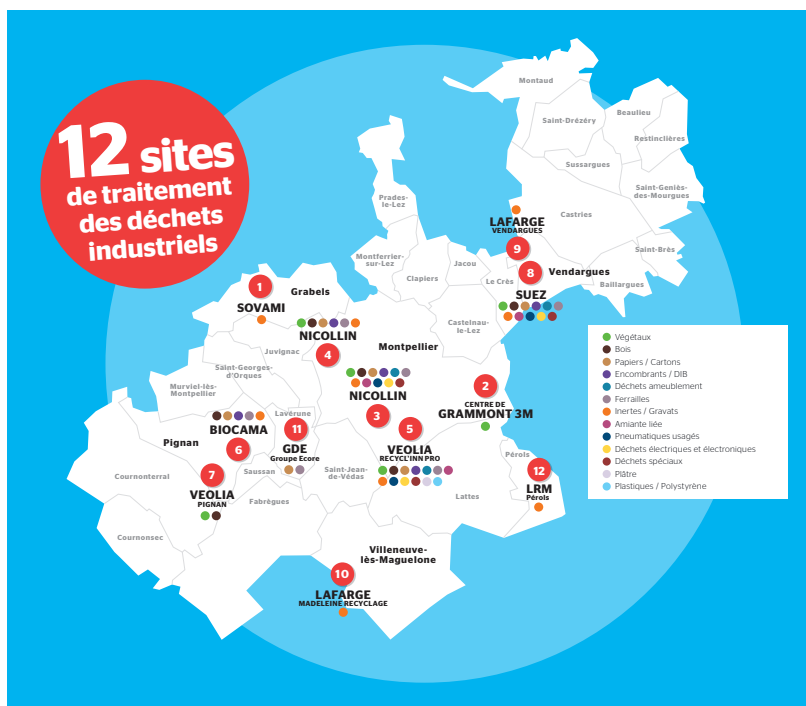 12 sites
de traitement
des déchets
industriels
Montaud
Saint-Drézéry
Beaulieu
Restinclières
Sussargues
Saint-Geniès-
des-Mourgues
Castries
Prades-
le-Lez
LAFARGE
VENDARGUES
9
Saint-Brès
Montferrier-
sur-Lez
Clapiers
Jacou
Le Crès
8
Vendargues
Baillargues
SUEZ
1
Grabels
SOVAMI
NICOLLIN
4
Castelnau-
le-Lez
Juvignac
Montpellier
Saint-Georges-
d'Orques
Murviel-lès-
Montpellier
NICOLLIN
3
2
CENTRE DE
GRAMMONT 3M
BIOCAMA
6
Lavérune
11
GDE
Groupe Ecore
5
VEOLIA
RECYCL'INN PRO
Pignan
7
VEOLIA
PIGNAN
Cournonterral
Saussan
Saint-Jean-
de-Védas
Fabrègues
Pérols
12
LRM
Pérols
Lattes
Cournonsec
Villeneuve-
lès-Maguelone
10
LAFARGE
MADELEINE RECYCLAGE
Végétaux
Bois
Papiers / Cartons
Encombrants / DIB
Déchets ameublement
Ferrailles
Inertes / Gravats
Amiante liée
Pneumatiques usagés
Déchets électriques et électroniques
Déchets spéciaux
Plâtre
Plastiques / Polystyrène